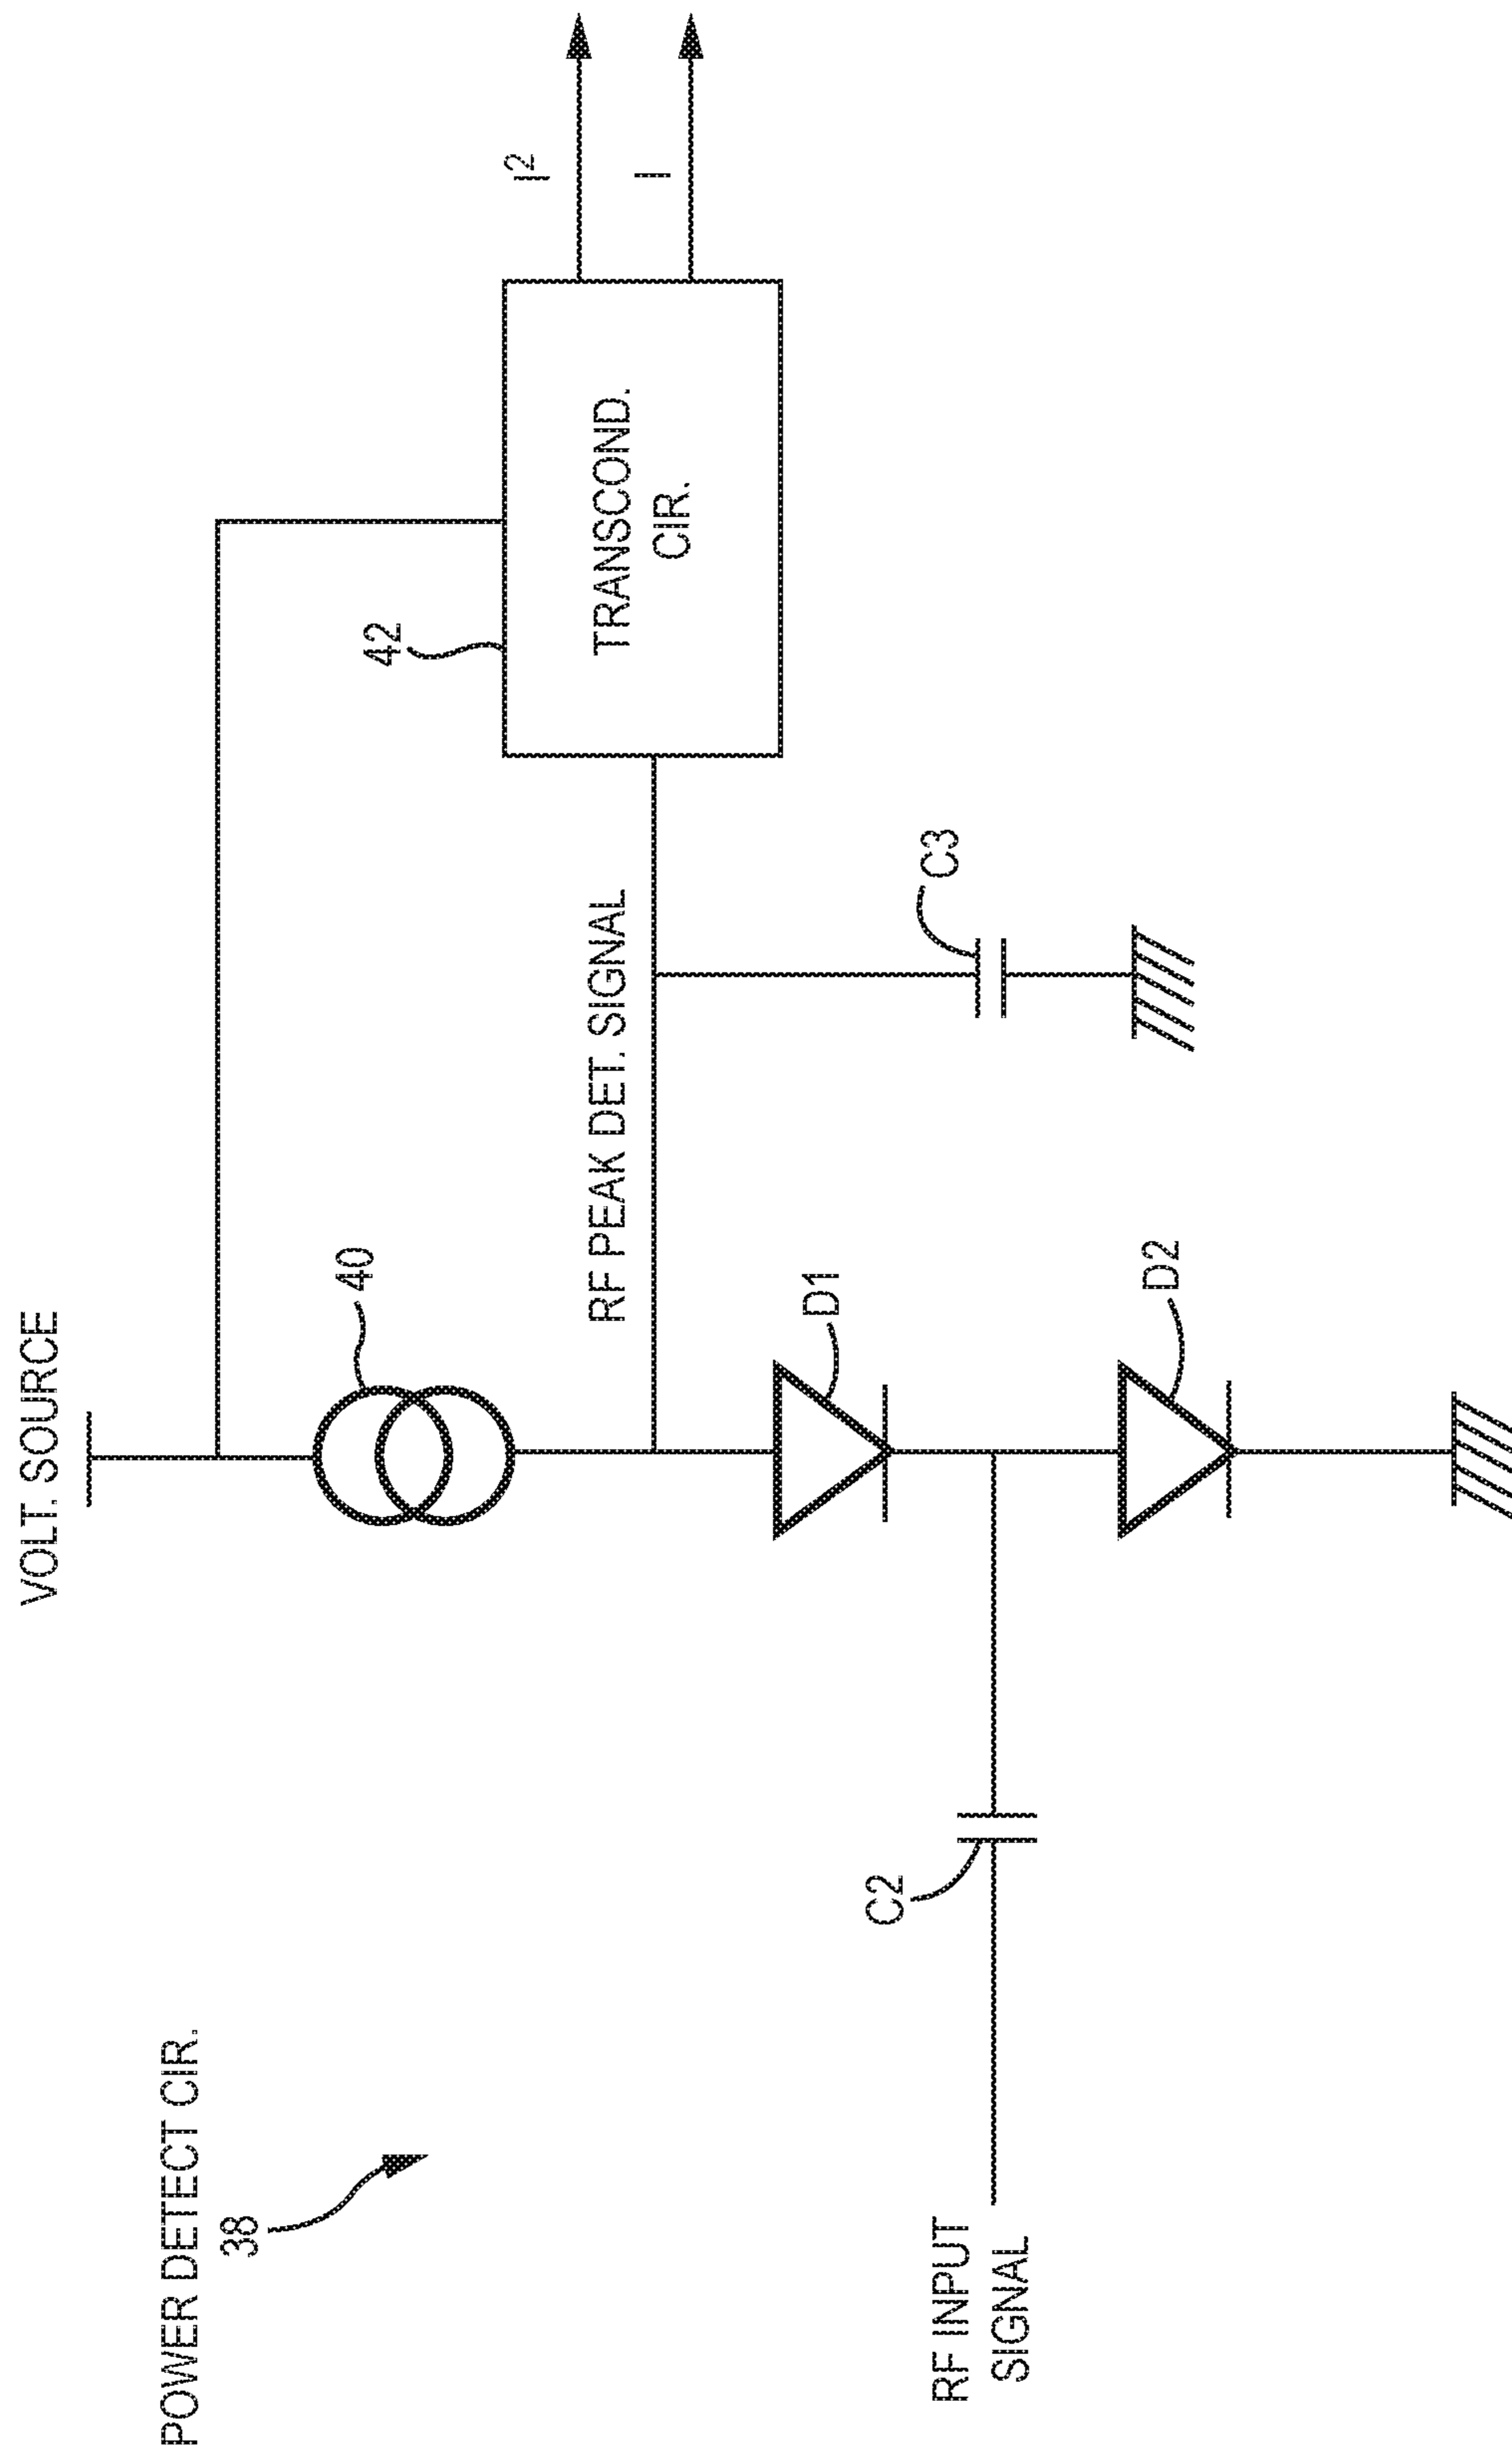 POWER DETECT CIR.
38
VOLT. SOURCE
40
42
I²
I
TRANSCOND.
CIR.
RF PEAK DET. SIGNAL
C3
D1
D2
C2
RF INPUT
SIGNAL